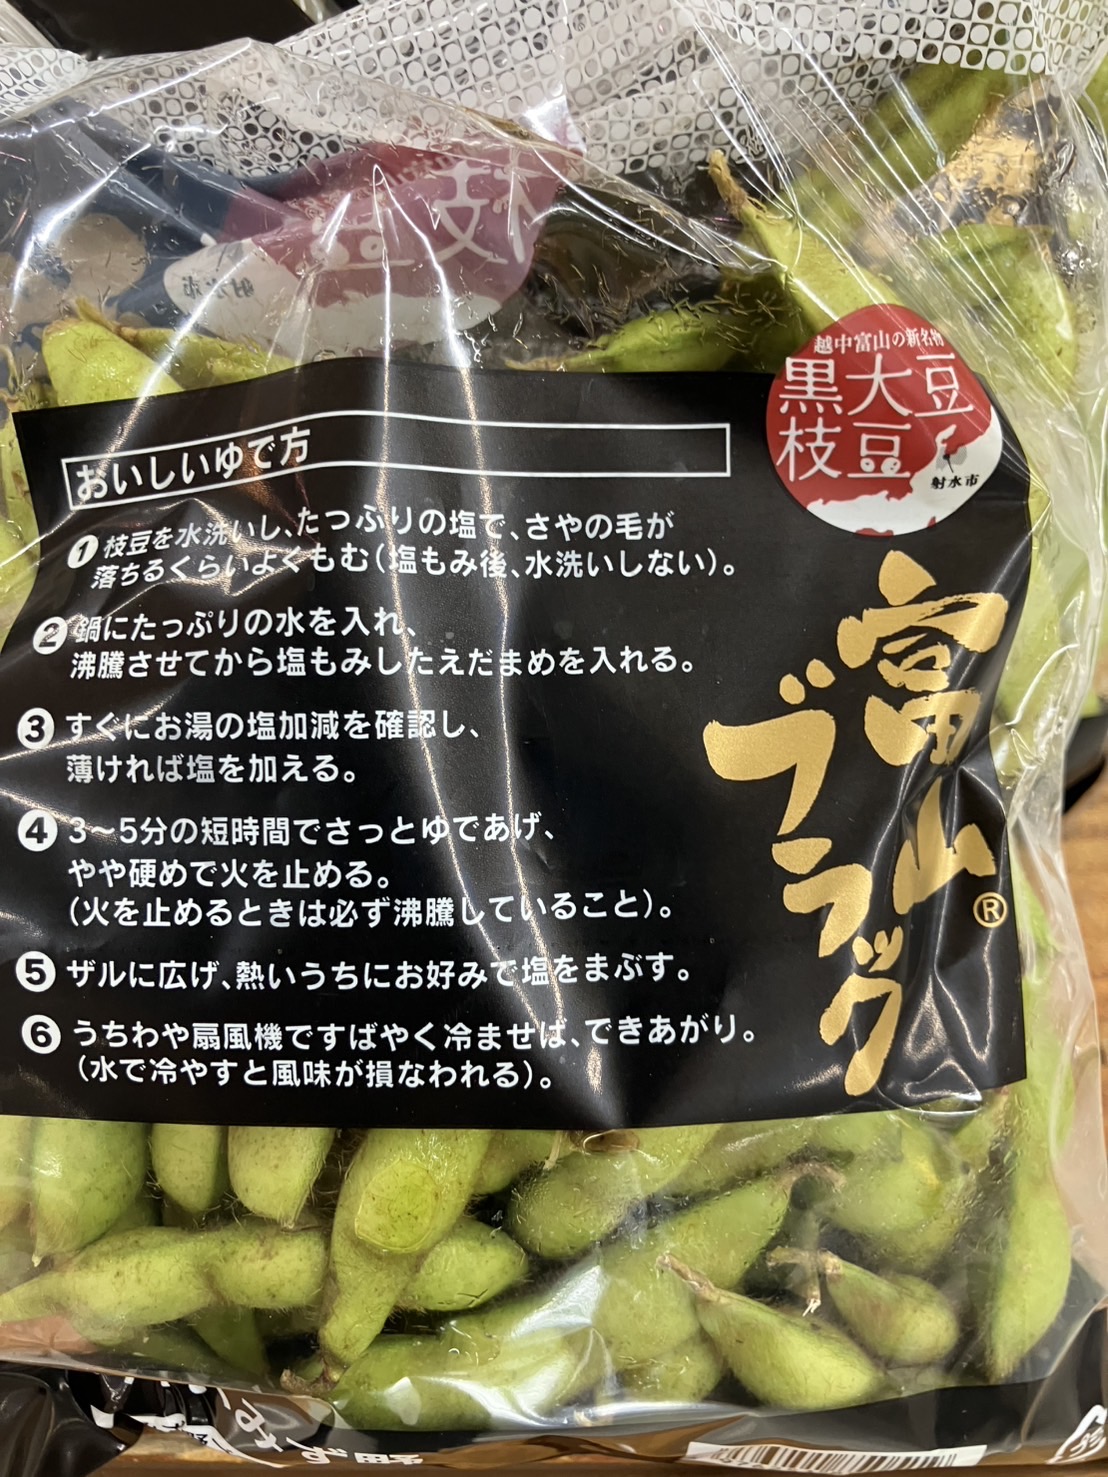 越中富山の新名物
黒大豆
枝豆
射水市
富山
ブラック
®
おいしいゆで方
① 枝豆を水洗いし、たっぷりの塩で、さやの毛が
落ちるくらいよくもむ（塩もみ後、水洗いしない）。
② 鍋にたっぷりの水を入れ、
沸騰させてから塩もみしたえだまめを入れる。
③ すぐにお湯の塩加減を確認し、
薄ければ塩を加える。
④ 3〜5分の短時間でさっとゆであげ、
やや硬めで火を止める。
（火を止めるときは必ず沸騰していること）。
⑤ ザルに広げ、熱いうちにお好みで塩をまぶす。
⑥ うちわや扇風機ですばやく冷ませば、できあがり。
（水で冷やすと風味が損なわれる）。